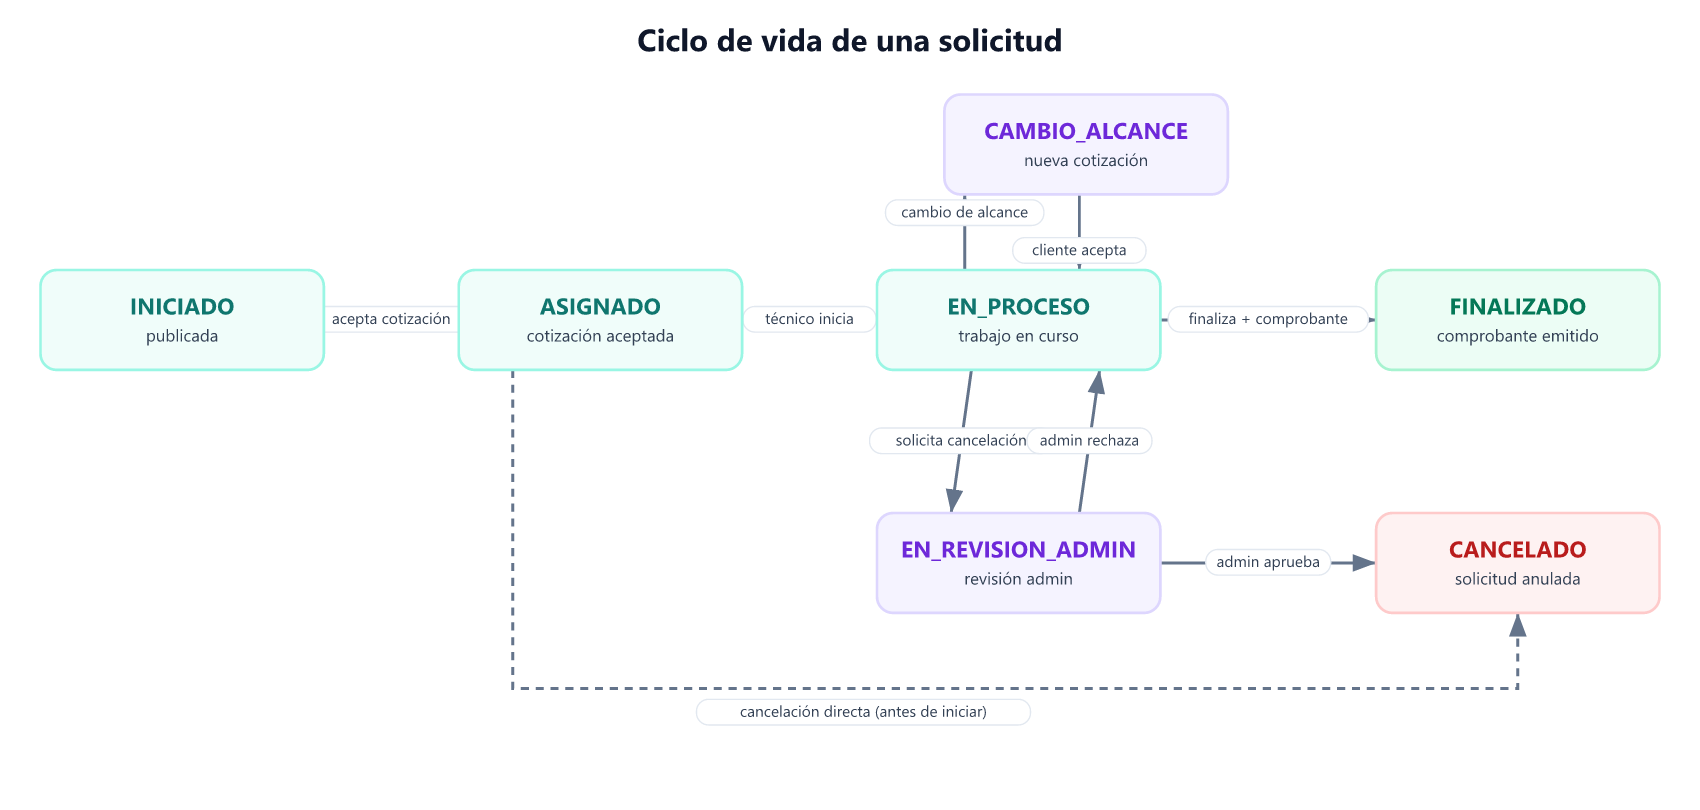 Ciclo de vida de una solicitud
CAMBIO_ALCANCE
nueva cotización
cambio de alcance
cliente acepta
INICIADO
publicada
acepta cotización
ASIGNADO
cotización aceptada
técnico inicia
EN_PROCESO
trabajo en curso
finaliza + comprobante
FINALIZADO
comprobante emitido
solicita cancelación
admin rechaza
EN_REVISION_ADMIN
revisión admin
admin aprueba
CANCELADO
solicitud anulada
cancelación directa (antes de iniciar)